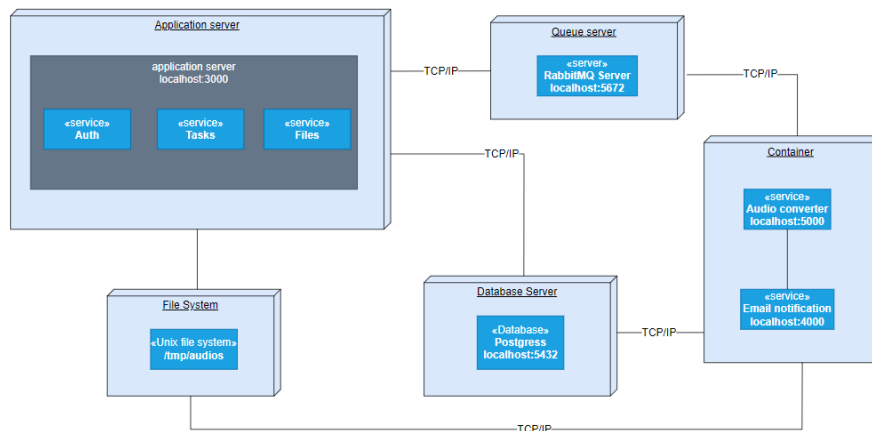 Application server
application server
localhost:3000
«service»
Auth
«service»
Tasks
«service»
Files
TCP/IP
Queue server
«server»
RabbitMQ Server
localhost:5672
TCP/IP
TCP/IP
Container
«service»
Audio converter
localhost:5000
«service»
Email notification
localhost:4000
File System
«Unix file system»
/tmp/audios
Database Server
«Database»
Postgress
localhost:5432
TCP/IP
TCP/IP